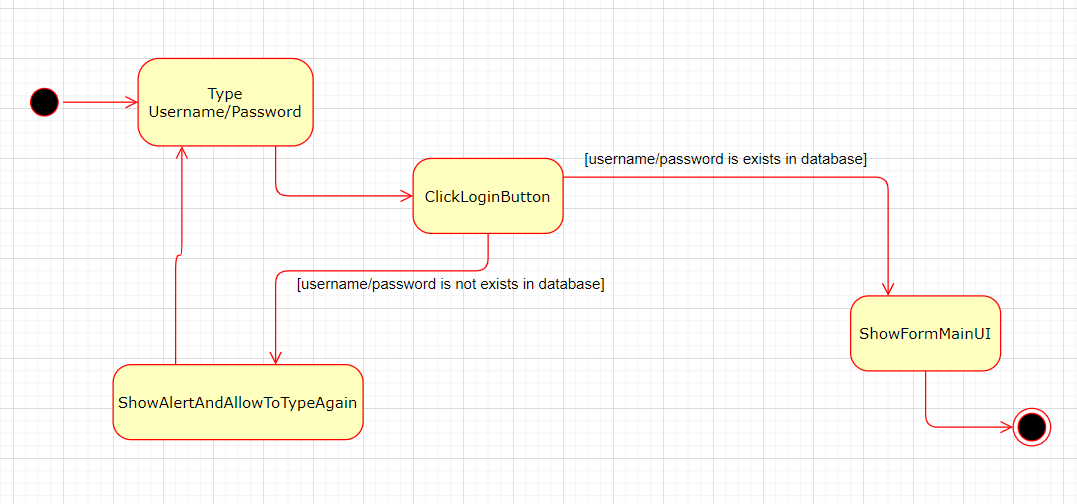 Type
Username/Password
[username/password is exists in database]
ClickLoginButton
[username/password is not exists in database]
ShowFormMainUI
ShowAlertAndAllowToTypeAgain